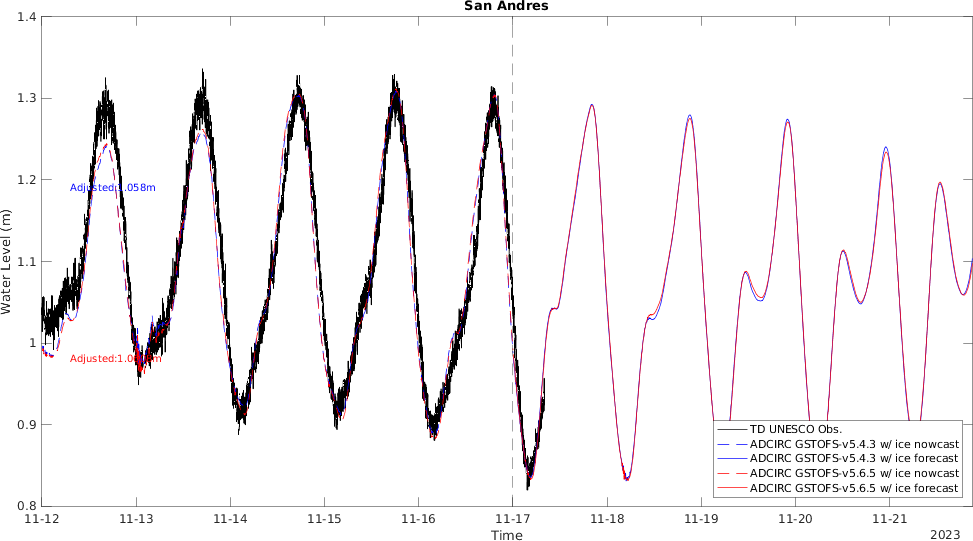 San Andres
1.4
1.3
1.2
1.1
1
0.9
0.8
Water Level (m)
Adjusted:1.058m
TD UNESCO Obs.
ADCIRC GSTOFS-v5.4.3 w/ ice nowcast
ADCIRC GSTOFS-v5.4.3 w/ ice forecast
ADCIRC GSTOFS-v5.6.5 w/ ice nowcast
ADCIRC GSTOFS-v5.6.5 w/ ice forecast
11-12 11-13 11-14 11-15 11-16 11-17 11-18 11-19 11-20 11-21
Time
2023